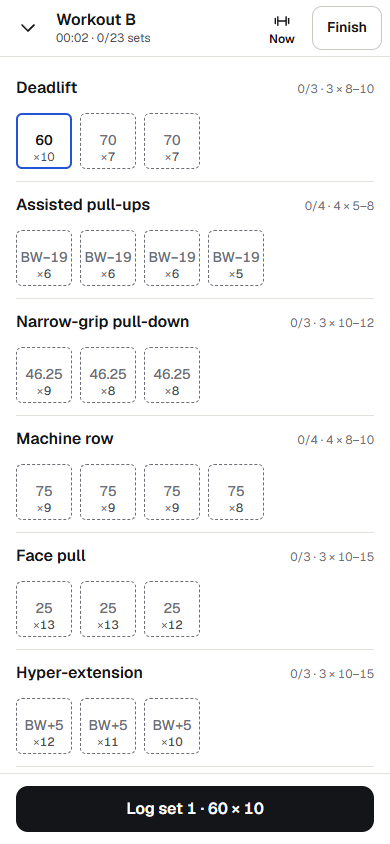 Workout B
00:02 · 0/23 sets
Now
Finish
Deadlift
0/3 · 3 × 8–10
60 70 70
×10 ×7 ×7
Assisted pull-ups
0/4 · 4 × 5–8
BW−19 BW−19 BW−19 BW−19
×6 ×6 ×6 ×5
Narrow-grip pull-down
0/3 · 3 × 10–12
46.25 46.25 46.25
×9 ×8 ×8
Machine row
0/4 · 4 × 8–10
75 75 75 75
×9 ×9 ×9 ×8
Face pull
0/3 · 3 × 10–15
25 25 25
×13 ×13 ×12
Hyper-extension
0/3 · 3 × 10–15
BW+5 BW+5 BW+5
×12 ×11 ×10
Log set 1 · 60 × 10